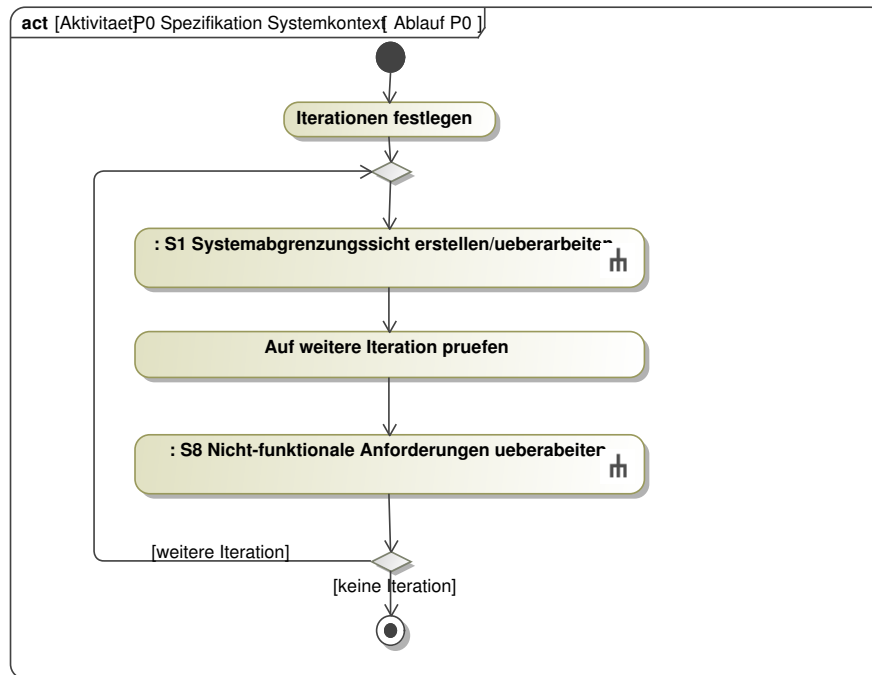 act [Aktivitaet]P0 Spezifikation Systemkontext[ Ablauf P0 ]
Iterationen festlegen
: S1 Systemabgrenzungssicht erstellen/ueberarbeiten
Auf weitere Iteration pruefen
: S8 Nicht-funktionale Anforderungen ueberabeiten
[weitere Iteration]
[keine Iteration]